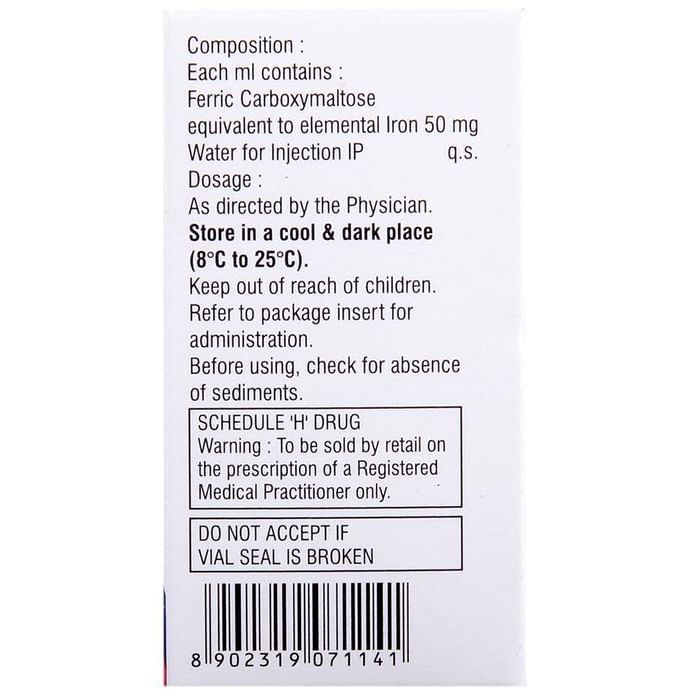 Composition :
Each ml contains :
Ferric Carboxymaltose
equivalent to elemental Iron 50 mg
Water for Injection IP q.s.
Dosage :
As directed by the Physician.
Store in a cool & dark place
(8°C to 25°C).
Keep out of reach of children.
Refer to package insert for
administration.
Before using, check for absence
of sediments.
SCHEDULE 'H' DRUG
Warning : To be sold by retail on
the prescription of a Registered
Medical Practitioner only.
DO NOT ACCEPT IF
VIAL SEAL IS BROKEN
8 902319 071141